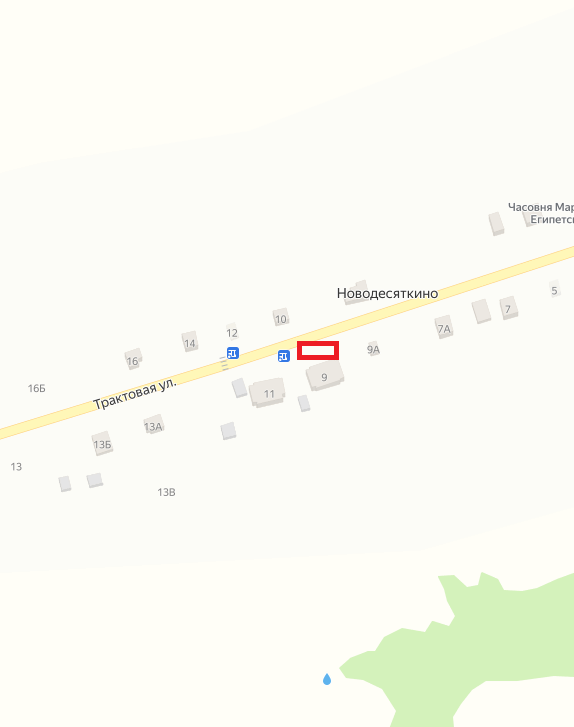 Часовня Мар
Египетс
5
Новодесяткино
7
10
7А
12
14
9А
16
9
Трактовая ул.
16Б
11
13А
13Б
13
13В